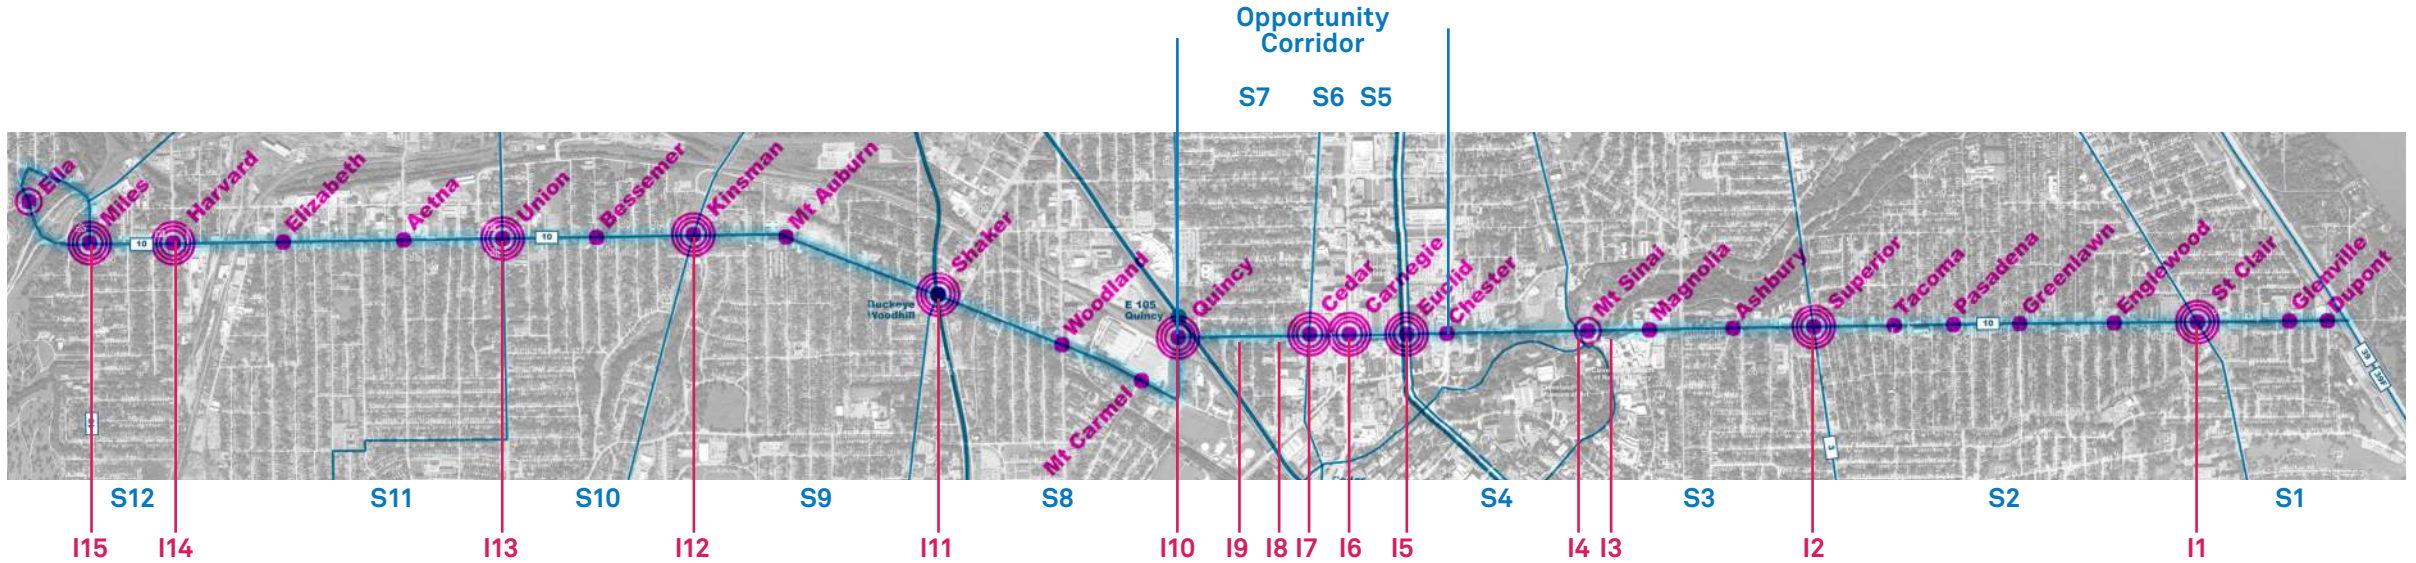 Opportunity
Corridor
S7 S6 S5
Ella
Miles
Harvard
Elizabeth
Aetna
Union
Bessemer
Kinsman
Mt Auburn
Shaker
Woodland
Mt Carmel
Quincy
Cedar
Carnegie
Euclid
Chester
Mt Sinai
Magnolia
Ashbury
Superior
Tacoma
Pasadena
Greenlawn
Englewood
St Clair
Glenville
Dupont
Buckeye
Woodhill
E 105
Quincy
10
10
10
3
39
39F
S12 S11 S10 S9 S8 S4 S3 S2 S1
I15 I14 I13 I12 I11 I10 I9 I8 I7 I6 I5 I4 I3 I2 I1